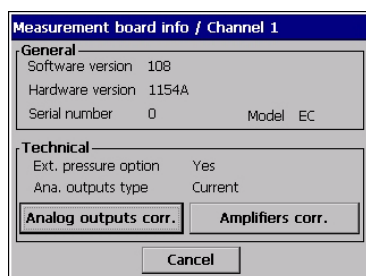 Measurement board info / Channel 1
General
Software version 108
Hardware version 1154A
Serial number 0 Model EC
Technical
Ext. pressure option Yes
Ana. outputs type Current
Analog outputs corr. Amplifiers corr.
Cancel